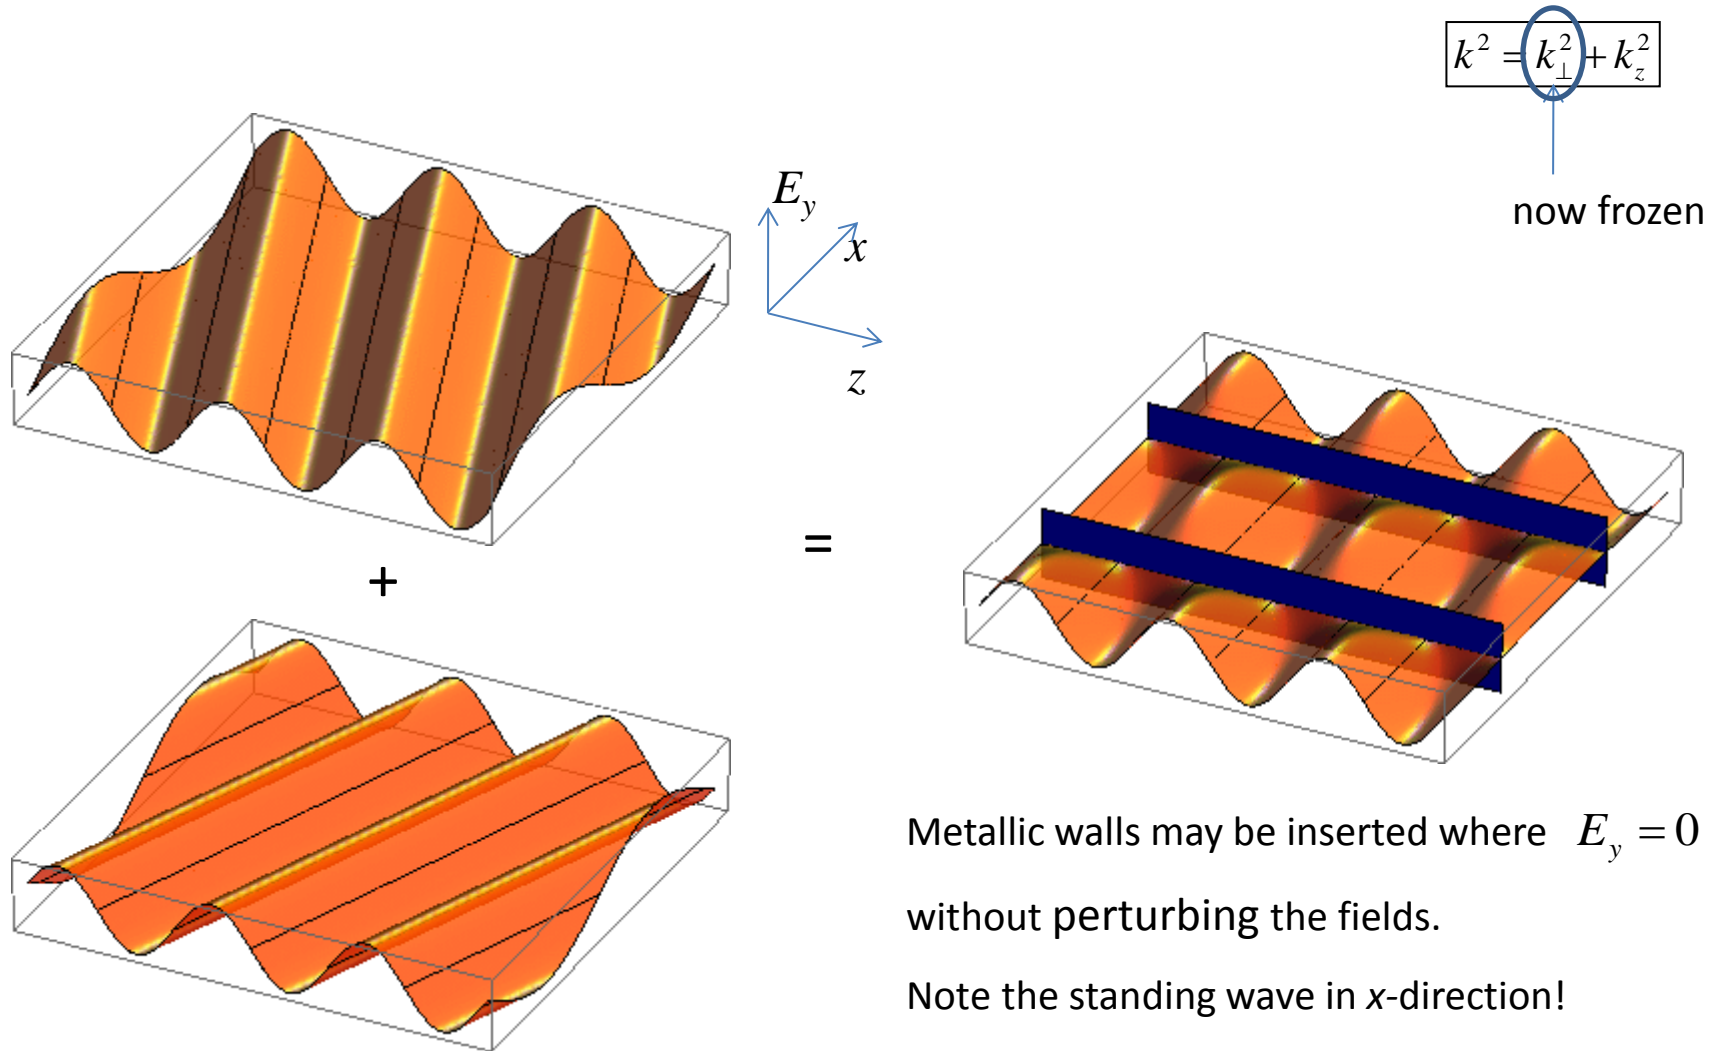 k² = k⊥² + k_z²
now frozen
E_y
x
z
+
=
Metallic walls may be inserted where E_y = 0
without perturbing the fields.
Note the standing wave in x-direction!